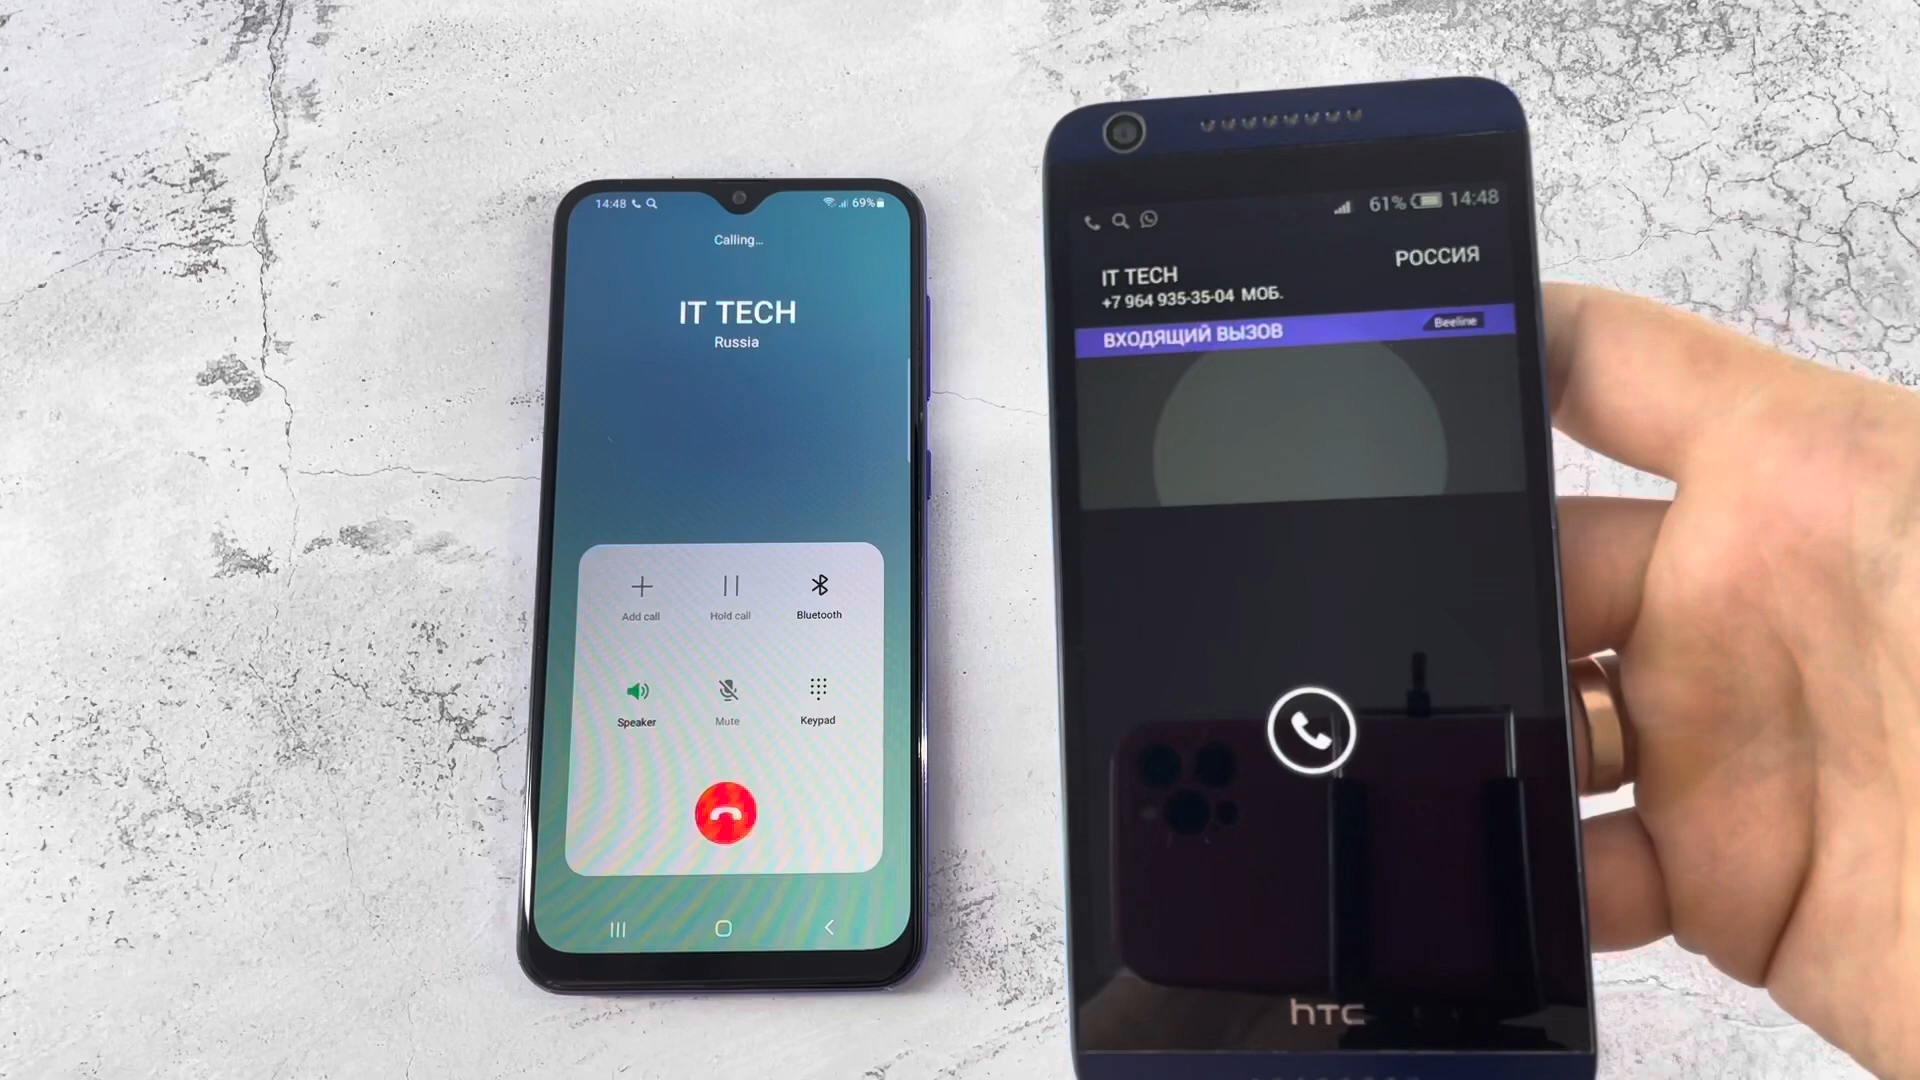 14:48
69%
Calling...
IT TECH
Russia
Add call
Hold call
Bluetooth
Speaker
Mute
Keypad
61%
14:48
IT TECH
РОССИЯ
+7 964 935-35-04 МОБ.
ВХОДЯЩИЙ ВЫЗОВ
Beeline
hTC